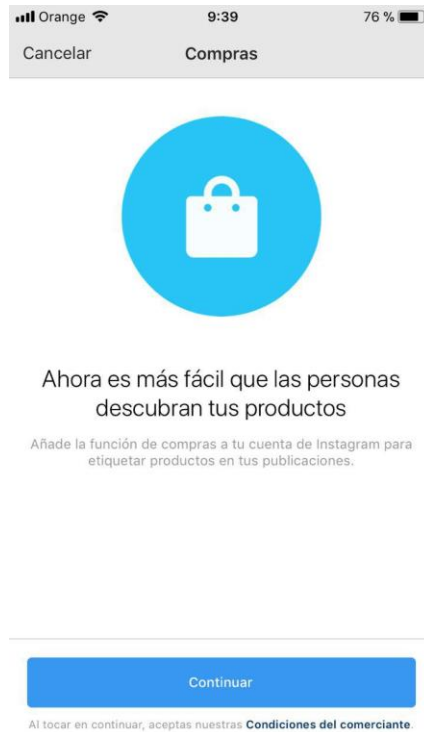 Orange 9:39 76 %
Cancelar Compras
Ahora es más fácil que las personas
descubran tus productos
Añade la función de compras a tu cuenta de Instagram para
etiquetar productos en tus publicaciones.
Continuar
Al tocar en continuar, aceptas nuestras Condiciones del comerciante.